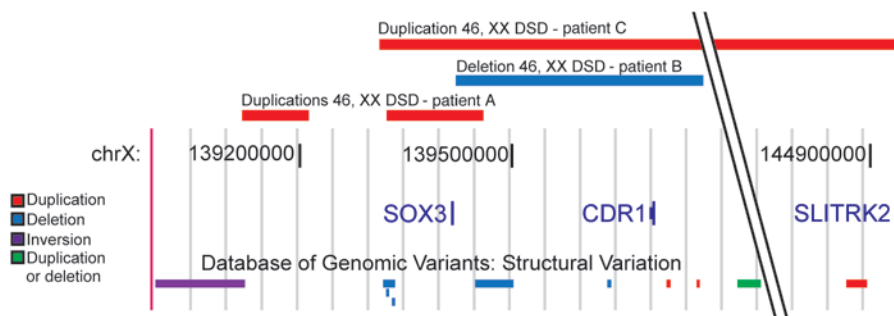 Duplication 46, XX DSD - patient C
Deletion 46, XX DSD - patient B
Duplications 46, XX DSD - patient A
chrX: 139200000 139500000 144900000
Duplication
Deletion
Inversion
Duplication
or deletion
SOX3 CDR1 SLITRK2
Database of Genomic Variants: Structural Variation